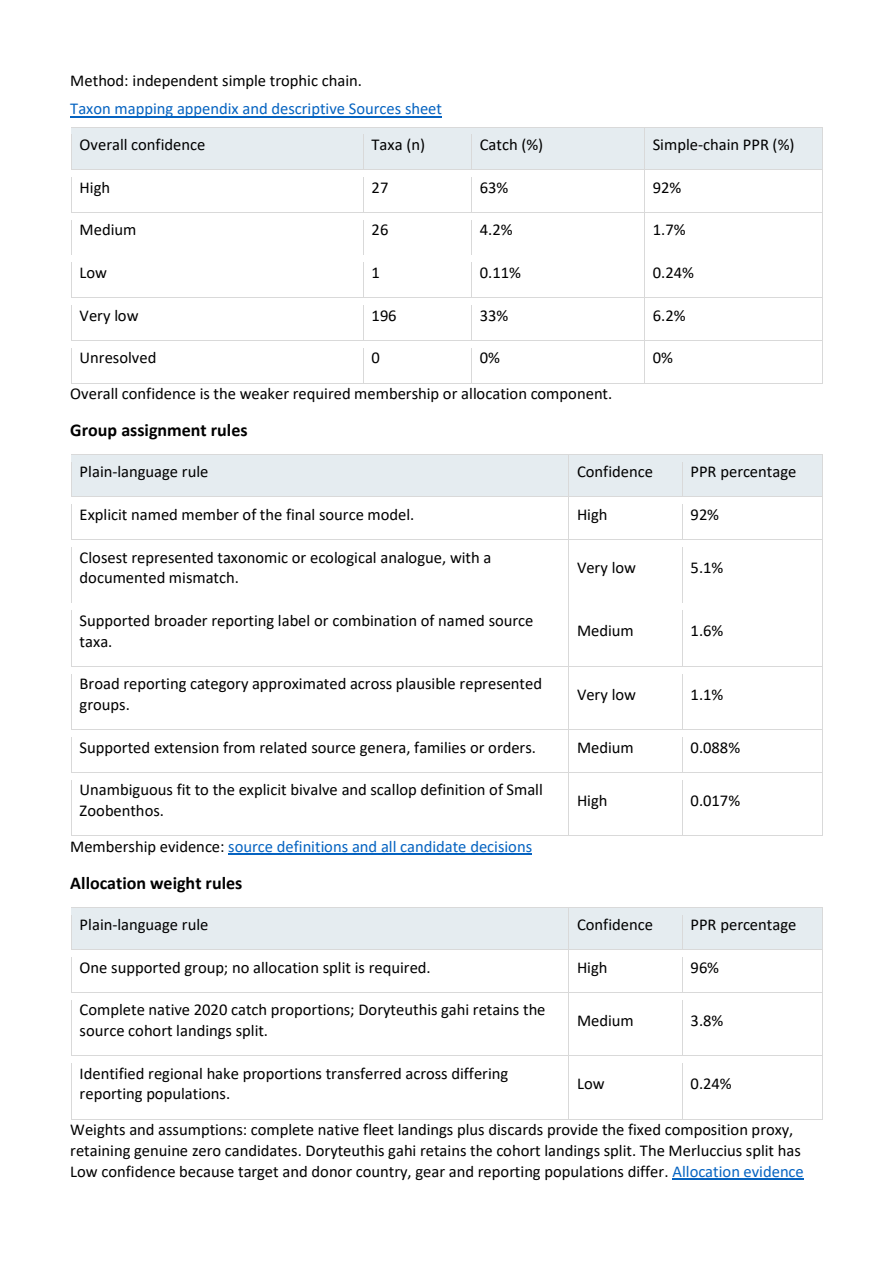 Method: independent simple trophic chain.
Taxon mapping appendix and descriptive Sources sheet
Overall confidence Taxa (n) Catch (%) Simple-chain PPR (%)
High 27 63% 92%
Medium 26 4.2% 1.7%
Low 1 0.11% 0.24%
Very low 196 33% 6.2%
Unresolved 0 0% 0%
Overall confidence is the weaker required membership or allocation component.
Group assignment rules
Plain-language rule Confidence PPR percentage
Explicit named member of the final source model. High 92%
Closest represented taxonomic or ecological analogue, with a
documented mismatch. Very low 5.1%
Supported broader reporting label or combination of named source
taxa. Medium 1.6%
Broad reporting category approximated across plausible represented
groups. Very low 1.1%
Supported extension from related source genera, families or orders. Medium 0.088%
Unambiguous fit to the explicit bivalve and scallop definition of Small
Zoobenthos. High 0.017%
Membership evidence: source definitions and all candidate decisions
Allocation weight rules
Plain-language rule Confidence PPR percentage
One supported group; no allocation split is required. High 96%
Complete native 2020 catch proportions; Doryteuthis gahi retains the
source cohort landings split. Medium 3.8%
Identified regional hake proportions transferred across differing
reporting populations. Low 0.24%
Weights and assumptions: complete native fleet landings plus discards provide the fixed composition proxy,
retaining genuine zero candidates. Doryteuthis gahi retains the cohort landings split. The Merluccius split has
Low confidence because target and donor country, gear and reporting populations differ. Allocation evidence